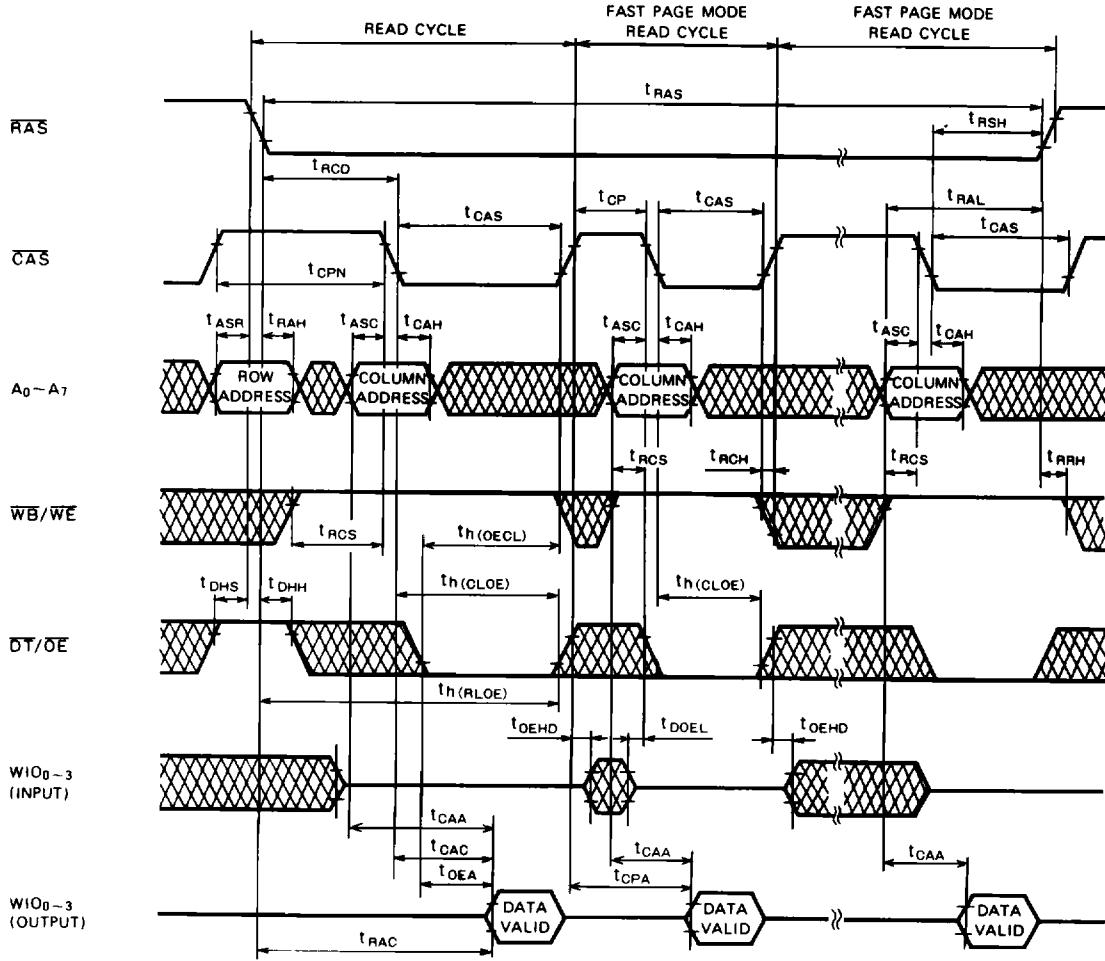 READ CYCLE
FAST PAGE MODE
READ CYCLE
FAST PAGE MODE
READ CYCLE
RAS
tRAS
tRSH
tRCD
tCP
tCAS
tRAL
CAS
tCAS
tCAS
tCPN
tASR
tRAH
tASC
tCAH
tASC
tCAH
tASC
tCAH
A0~A7
ROW
ADDRESS
COLUMN
ADDRESS
COLUMN
ADDRESS
COLUMN
ADDRESS
tRCS
tRCH
tRCS
tRRH
WB/WE
tRCS
th(OECL)
tDHS
tDHH
th(CLOE)
th(CLOE)
DT/OE
th(RLOE)
tOEHD
tDOEL
tOEHD
WIO0~3
(INPUT)
tCAA
tCAC
tOEA
tCAA
tCPA
tCAA
WIO0~3
(OUTPUT)
DATA
VALID
DATA
VALID
DATA
VALID
tRAC